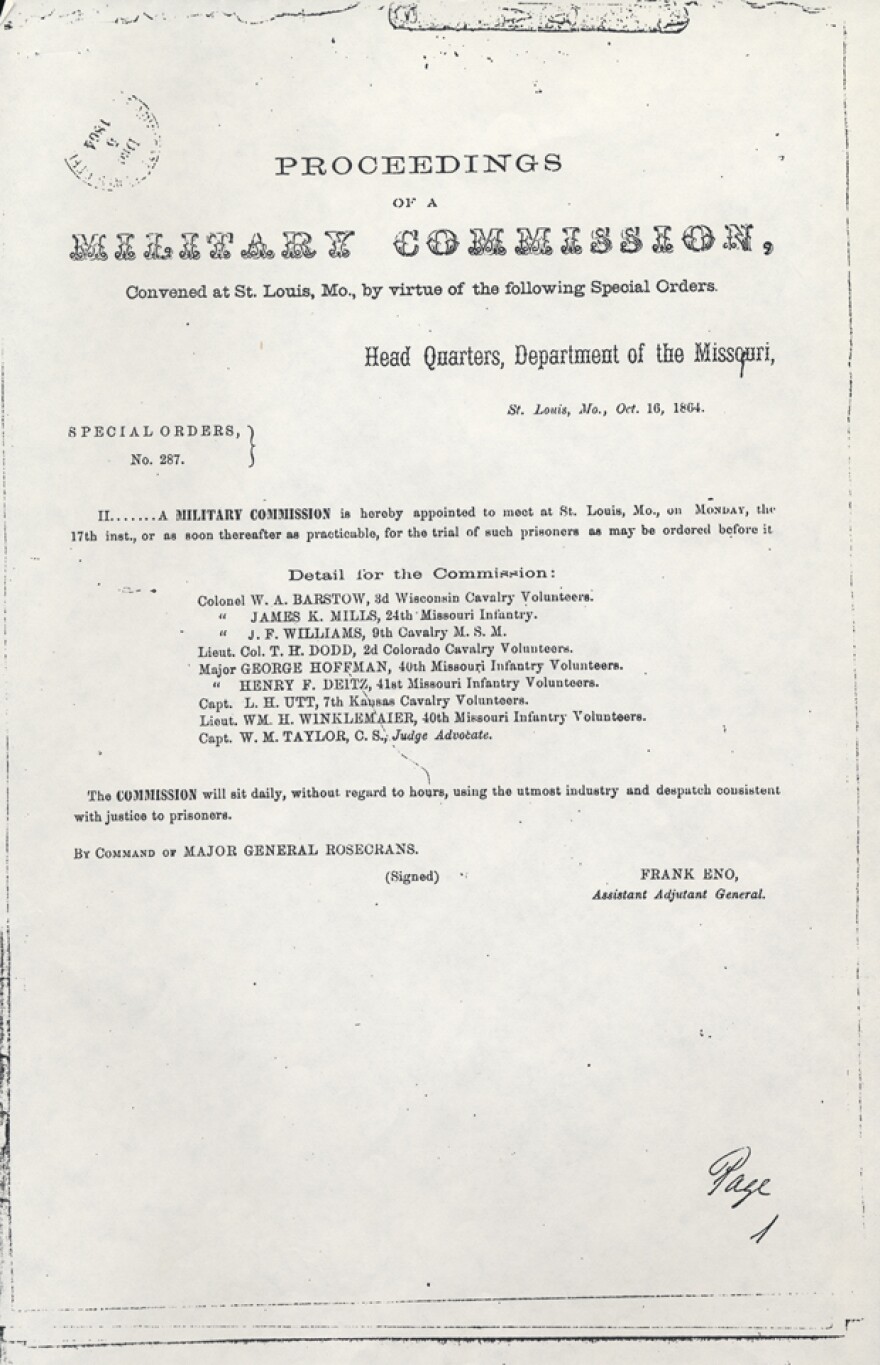 Dec
5
1864
PROCEEDINGS
OF A
MILITARY COMMISSION,
Convened at St. Louis, Mo., by virtue of the following Special Orders.
Head Quarters, Department of the Missouri,
St. Louis, Mo., Oct. 16, 1864.
SPECIAL ORDERS, }
No. 287.
II.......A MILITARY COMMISSION is hereby appointed to meet at St. Louis, Mo., on MONDAY, the
17th inst., or as soon thereafter as practicable, for the trial of such prisoners as may be ordered before it
Detail for the Commission:
Colonel W. A. BARSTOW, 3d Wisconsin Cavalry Volunteers.
" JAMES K. MILLS, 24th Missouri Infantry.
" J. F. WILLIAMS, 9th Cavalry M. S. M.
Lieut. Col. T. H. DODD, 2d Colorado Cavalry Volunteers.
Major GEORGE HOFFMAN, 40th Missouri Infantry Volunteers.
" HENRY F. DEITZ, 41st Missouri Infantry Volunteers.
Capt. L. H. UTT, 7th Kansas Cavalry Volunteers.
Lieut. WM. H. WINKLEMAIER, 40th Missouri Infantry Volunteers.
Capt. W. M. TAYLOR, C. S., Judge Advocate.
The COMMISSION will sit daily, without regard to hours, using the utmost industry and despatch consistent
with justice to prisoners.
BY COMMAND OF MAJOR GENERAL ROSECRANS.
(Signed) FRANK ENO,
Assistant Adjutant General.
Page
1